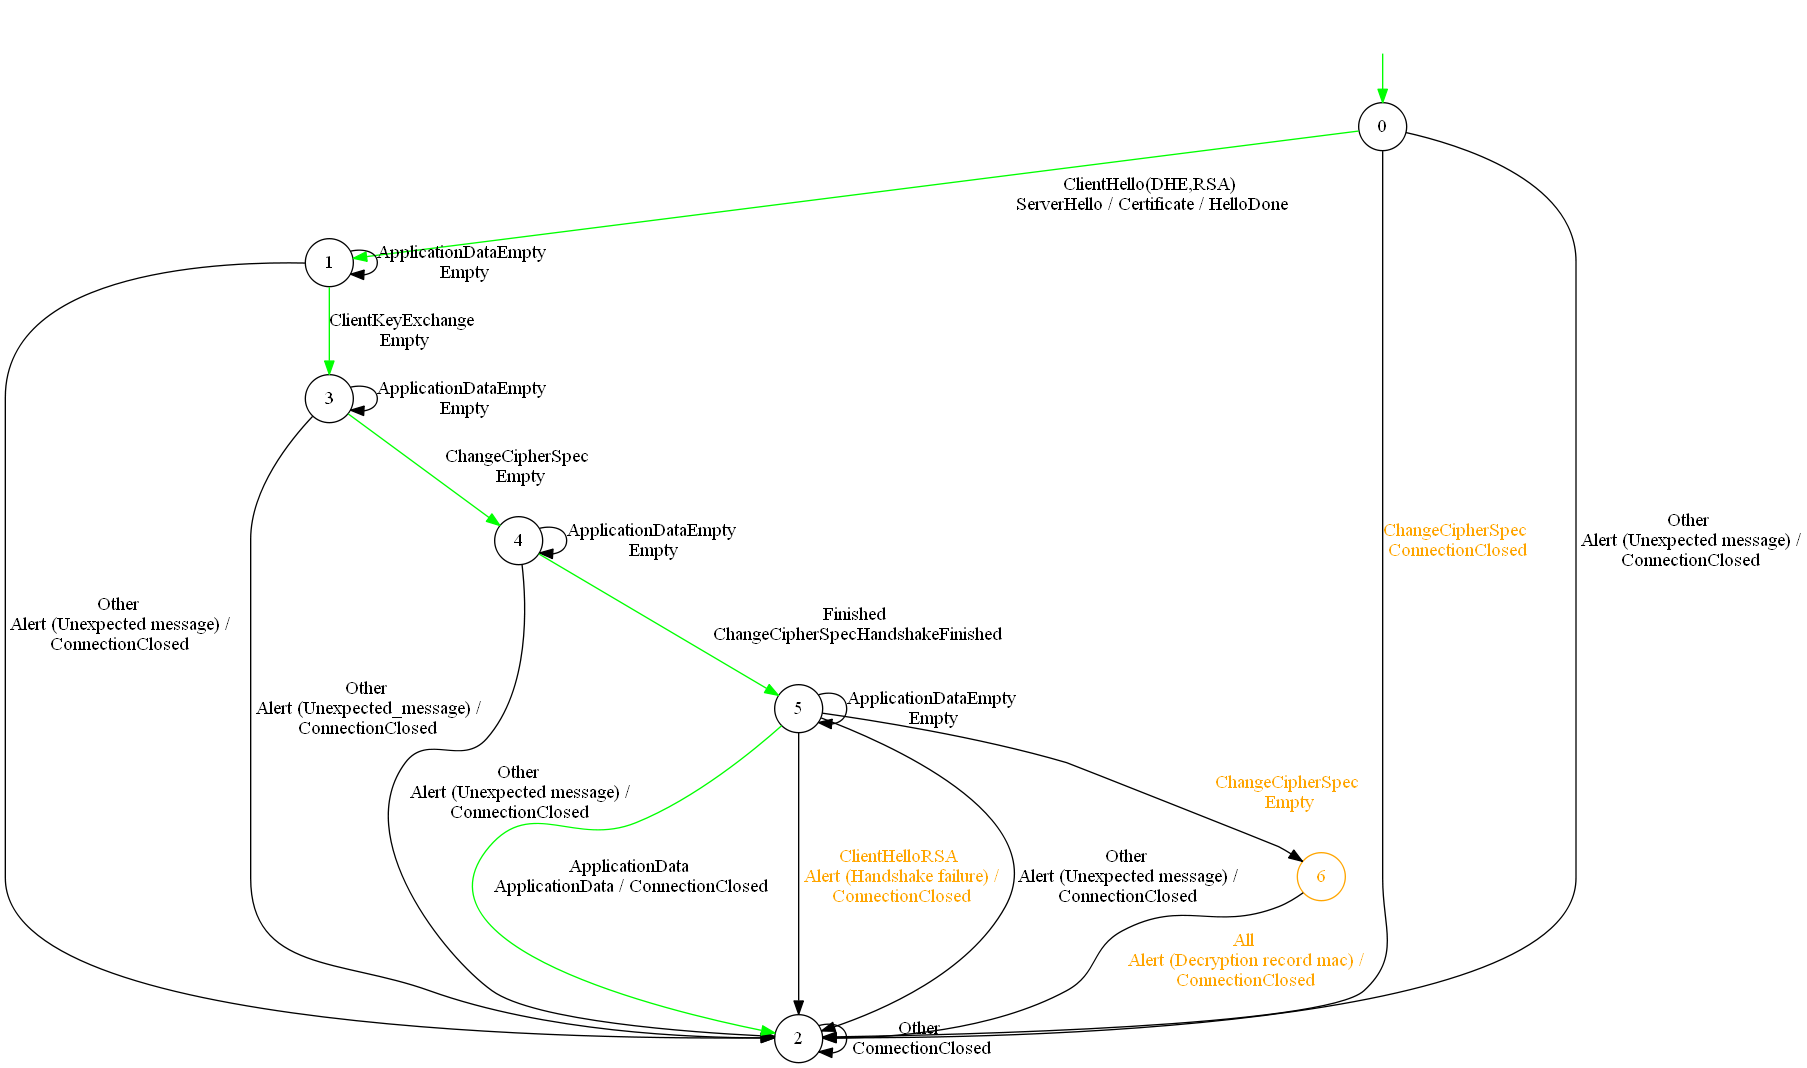 0
ClientHello(DHE,RSA)
ServerHello / Certificate / HelloDone
1
ApplicationDataEmpty
Empty
ClientKeyExchange
Empty
3
ApplicationDataEmpty
Empty
ChangeCipherSpec
Empty
4
ApplicationDataEmpty
Empty
ChangeCipherSpec
ConnectionClosed
Other
Alert (Unexpected message) /
ConnectionClosed
Other
Alert (Unexpected message) /
ConnectionClosed
Finished
ChangeCipherSpecHandshakeFinished
Other
Alert (Unexpected_message) /
ConnectionClosed
5
ApplicationDataEmpty
Empty
Other
Alert (Unexpected message) /
ConnectionClosed
ChangeCipherSpec
Empty
ApplicationData
ApplicationData / ConnectionClosed
ClientHelloRSA
Alert (Handshake failure) /
ConnectionClosed
Other
Alert (Unexpected message) /
ConnectionClosed
6
All
Alert (Decryption record mac) /
ConnectionClosed
2
Other
ConnectionClosed